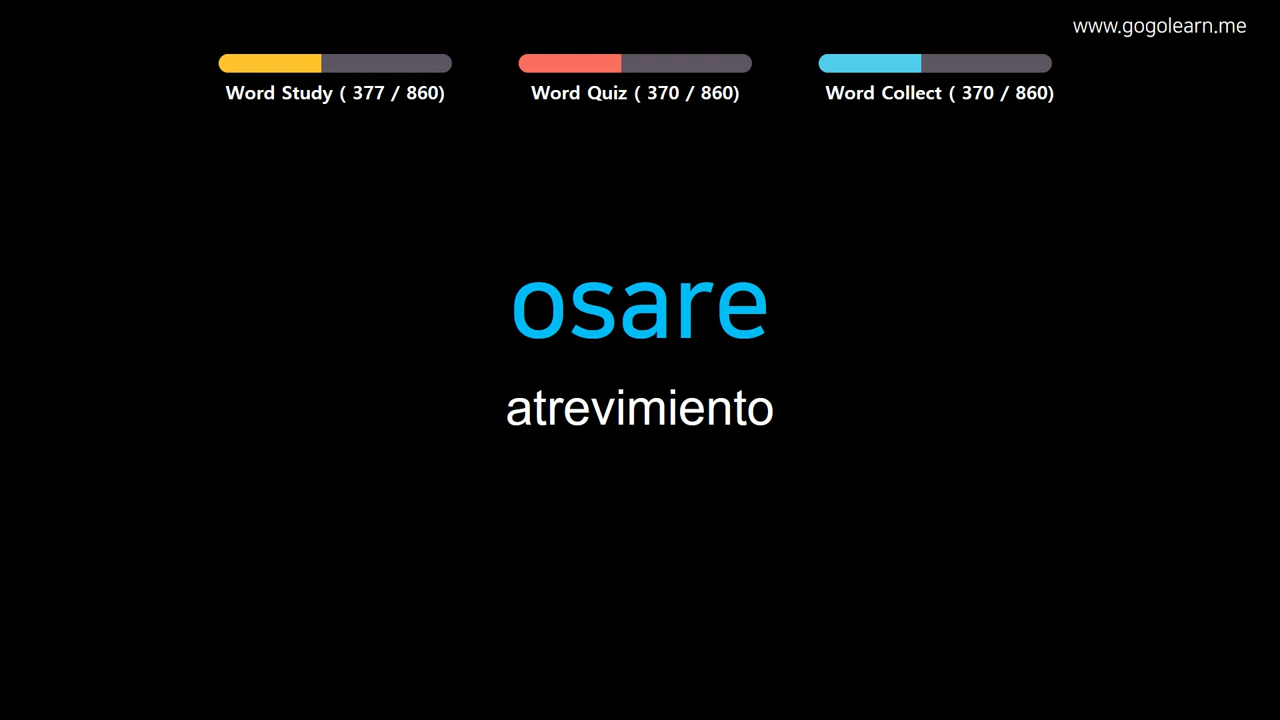 www.gogolearn.me
Word Study ( 377 / 860)
Word Quiz ( 370 / 860)
Word Collect ( 370 / 860)
osare
atrevimiento